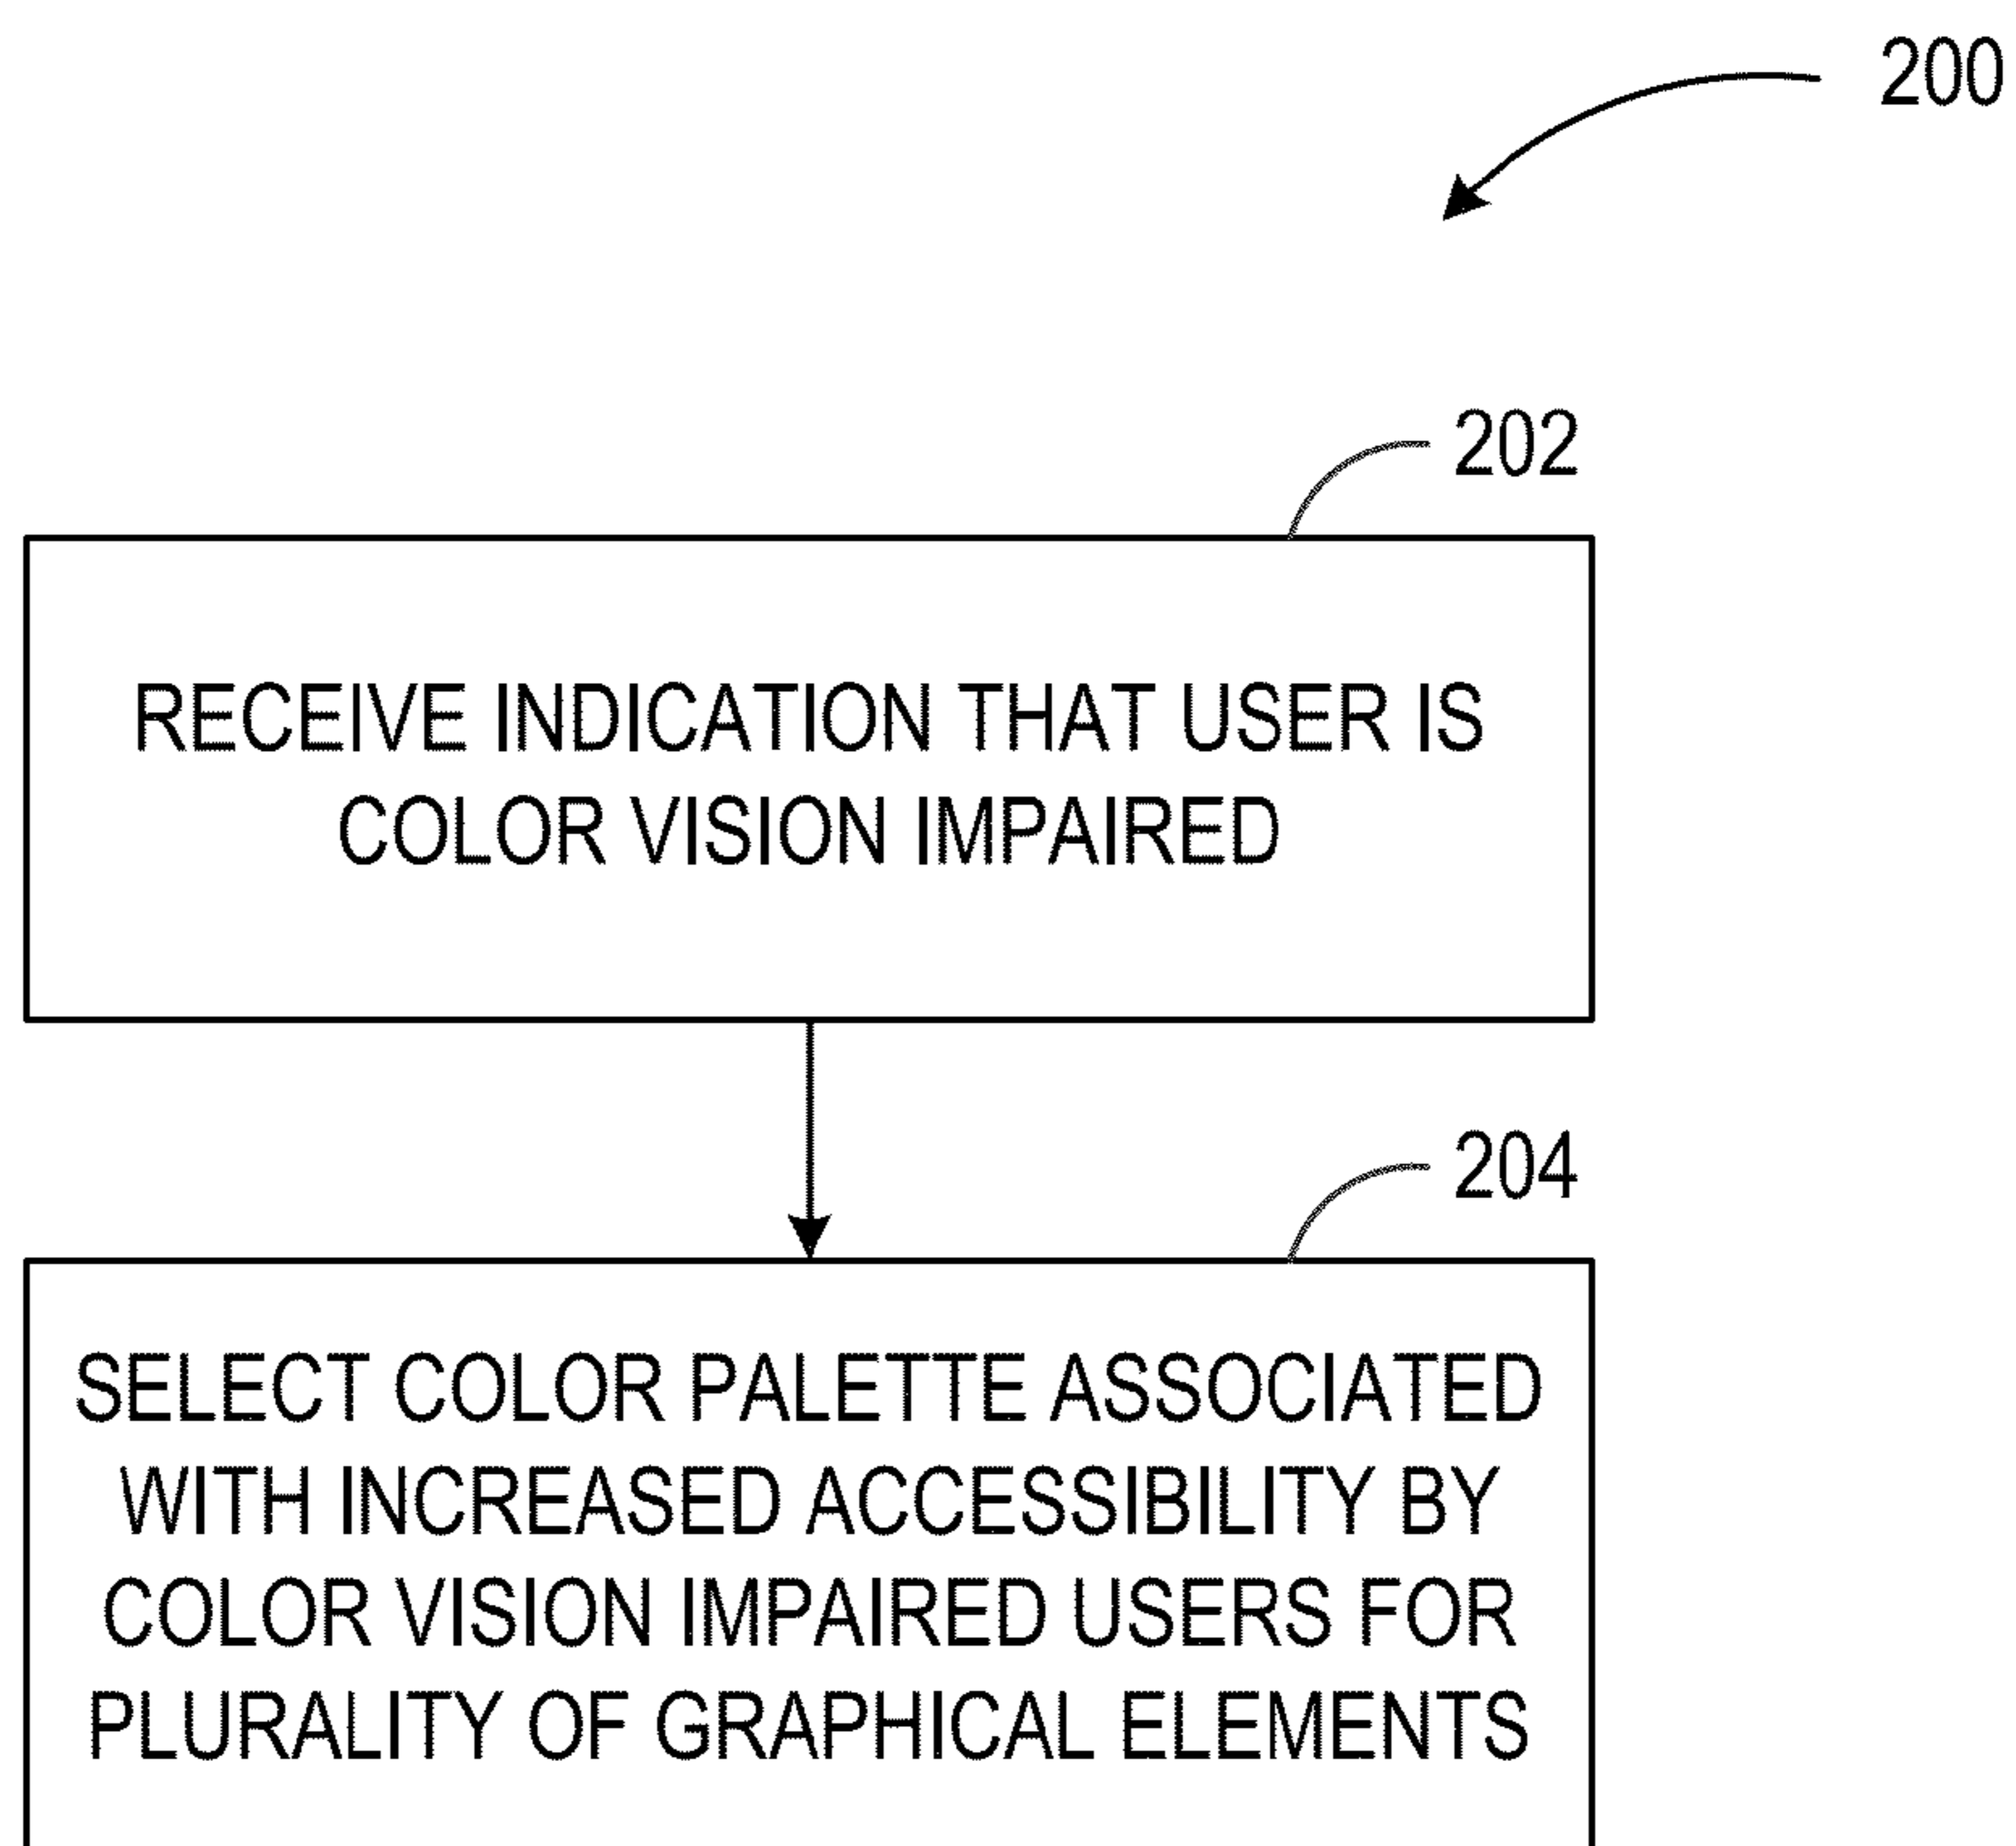 200
202
RECEIVE INDICATION THAT USER IS
COLOR VISION IMPAIRED
204
SELECT COLOR PALETTE ASSOCIATED
WITH INCREASED ACCESSIBILITY BY
COLOR VISION IMPAIRED USERS FOR
PLURALITY OF GRAPHICAL ELEMENTS